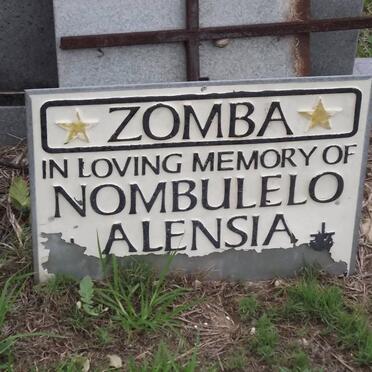 ZOMBA
IN LOVING MEMORY OF
NOMBULELO
ALENSIA